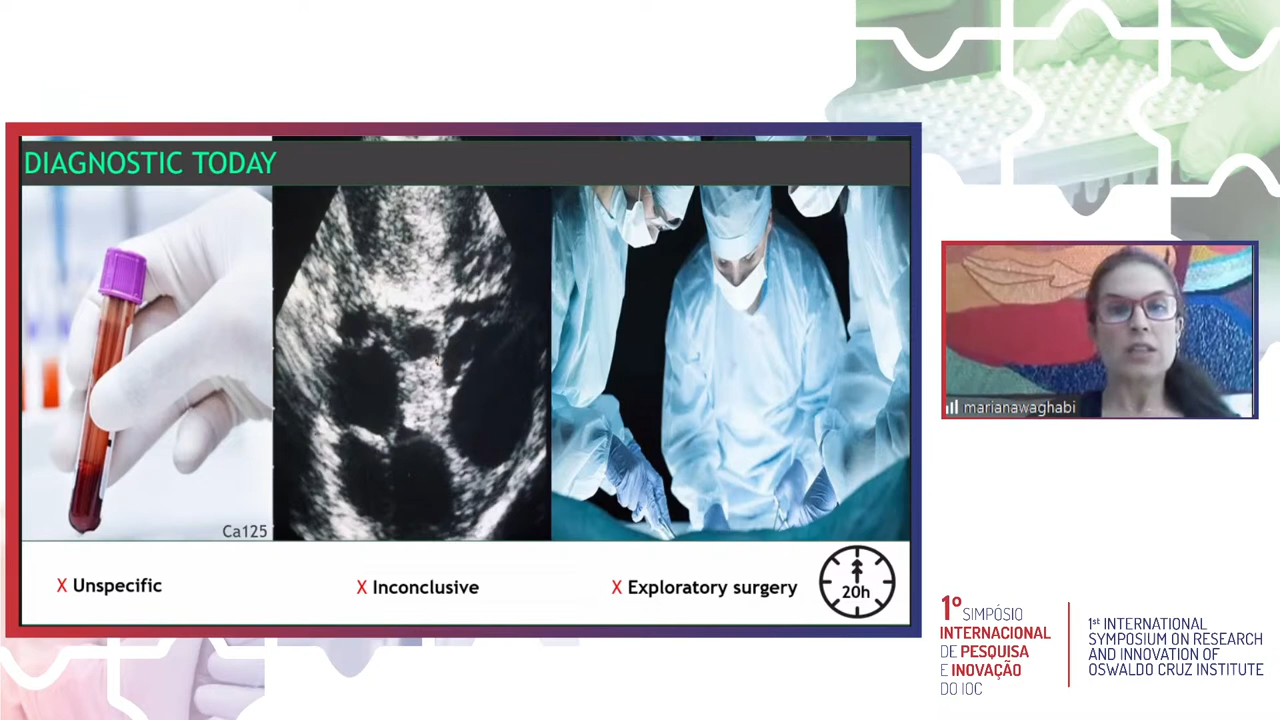 DIAGNOSTIC TODAY
Ca125
X Unspecific
X Inconclusive
X Exploratory surgery
20h
marianawaghabi
1º SIMPÓSIO
INTERNACIONAL
DE PESQUISA
E INOVAÇÃO
DO IOC
1st INTERNATIONAL
SYMPOSIUM ON RESEARCH
AND INNOVATION OF
OSWALDO CRUZ INSTITUTE